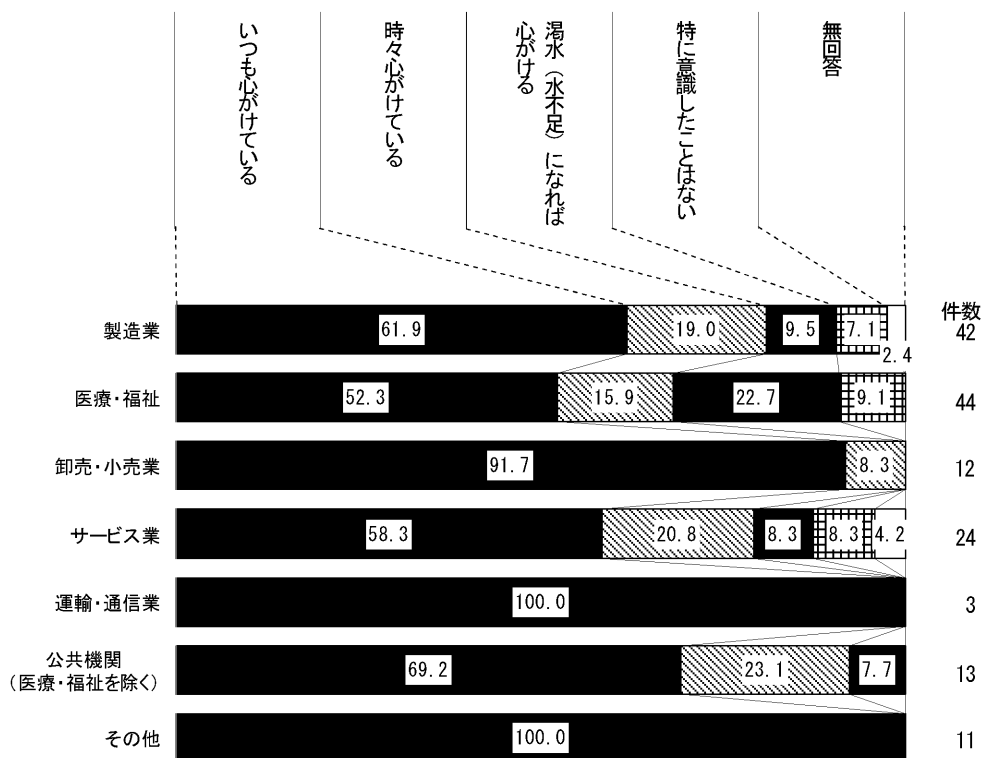 いつも心がけている
時々心がけている
渇水（水不足）になれば
心がける
特に意識したことはない
無回答
件数
製造業 61.9 19.0 9.5 7.1 2.4 42
医療・福祉 52.3 15.9 22.7 9.1 44
卸売・小売業 91.7 8.3 12
サービス業 58.3 20.8 8.3 8.3 4.2 24
運輸・通信業 100.0 3
公共機関
（医療・福祉を除く） 69.2 23.1 7.7 13
その他 100.0 11